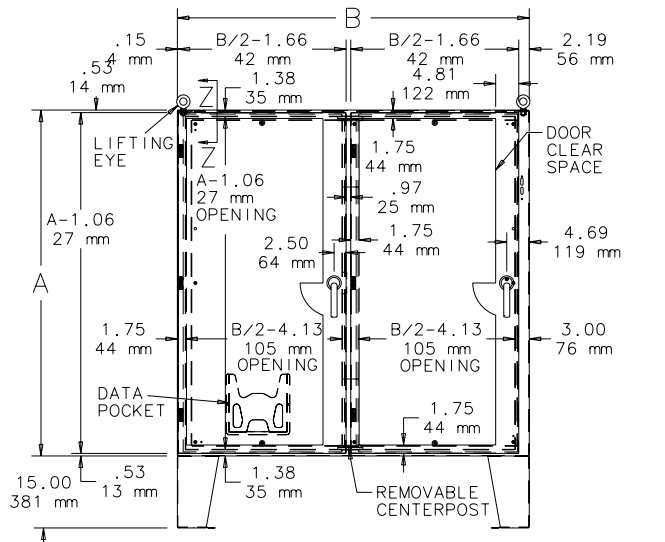 B
.15
4 mm
B/2-1.66
42 mm
B/2-1.66
42 mm
2.19
56 mm
.53
14 mm
1.38
35 mm
4.81
122 mm
Z
LIFTING
EYE
Z
1.75
44 mm
DOOR
CLEAR
SPACE
A-1.06
27 mm
OPENING
.97
25 mm
A-1.06
27 mm
1.75
44 mm
2.50
64 mm
4.69
119 mm
A
1.75
44 mm
B/2-4.13
105 mm
OPENING
B/2-4.13
105 mm
OPENING
3.00
76 mm
DATA
POCKET
1.75
44 mm
15.00
381 mm
.53
13 mm
1.38
35 mm
REMOVABLE
CENTERPOST